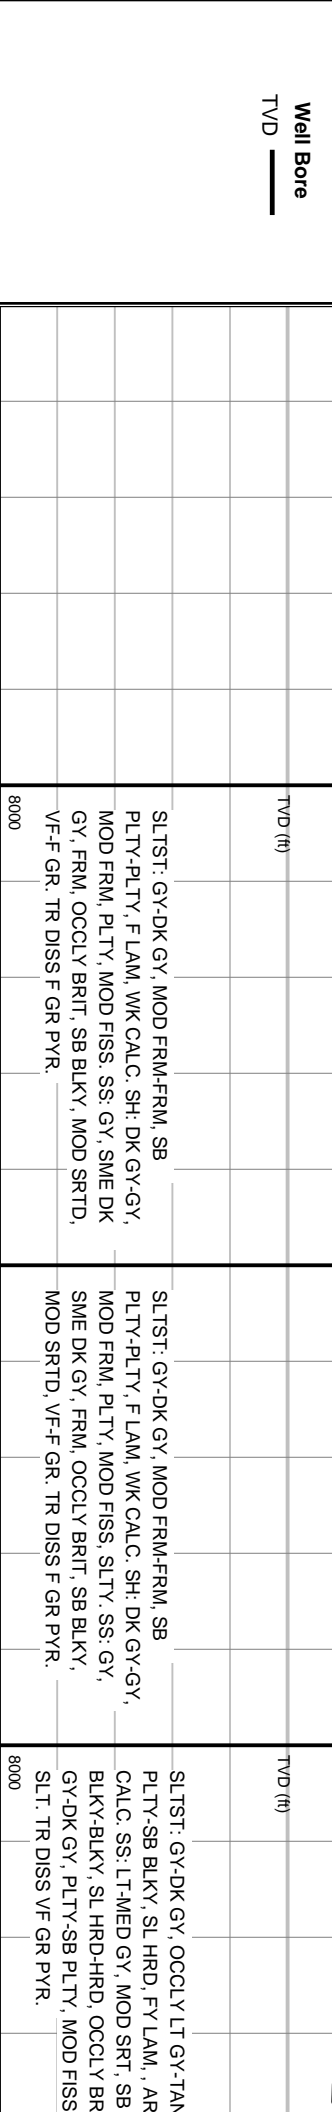 Well Bore
TVD
TVD (ft)
8000
SLTST: GY-DK GY, MOD FRM-FRM, SB
PLTY-PLTY, F LAM, WK CALC. SH: DK GY-GY,
MOD FRM, PLTY, MOD FISS. SS: GY, SME DK
GY, FRM, OCCLY BRIT, SB BLKY, MOD SRTD,
VF-F GR. TR DISS F GR PYR.
SLTST: GY-DK GY, MOD FRM-FRM, SB
PLTY-PLTY, F LAM, WK CALC. SH: DK GY-GY,
MOD FRM, PLTY, MOD FISS, SLTY. SS: GY,
SME DK GY, FRM, OCCLY BRIT, SB BLKY,
MOD SRTD, VF-F GR. TR DISS F GR PYR.
TVD (ft)
8000
SLTST: GY-DK GY, OCCLY LT GY-TAN
PLTY-SB BLKY, SL HRD, FY LAM, , AR
CALC. SS: LT-MED GY, MOD SRT, SB
BLKY-BLKY, SL HRD-HRD, OCCLY BR
GY-DK GY, PLTY-SB PLTY, MOD FISS
SLT. TR DISS VF GR PYR.